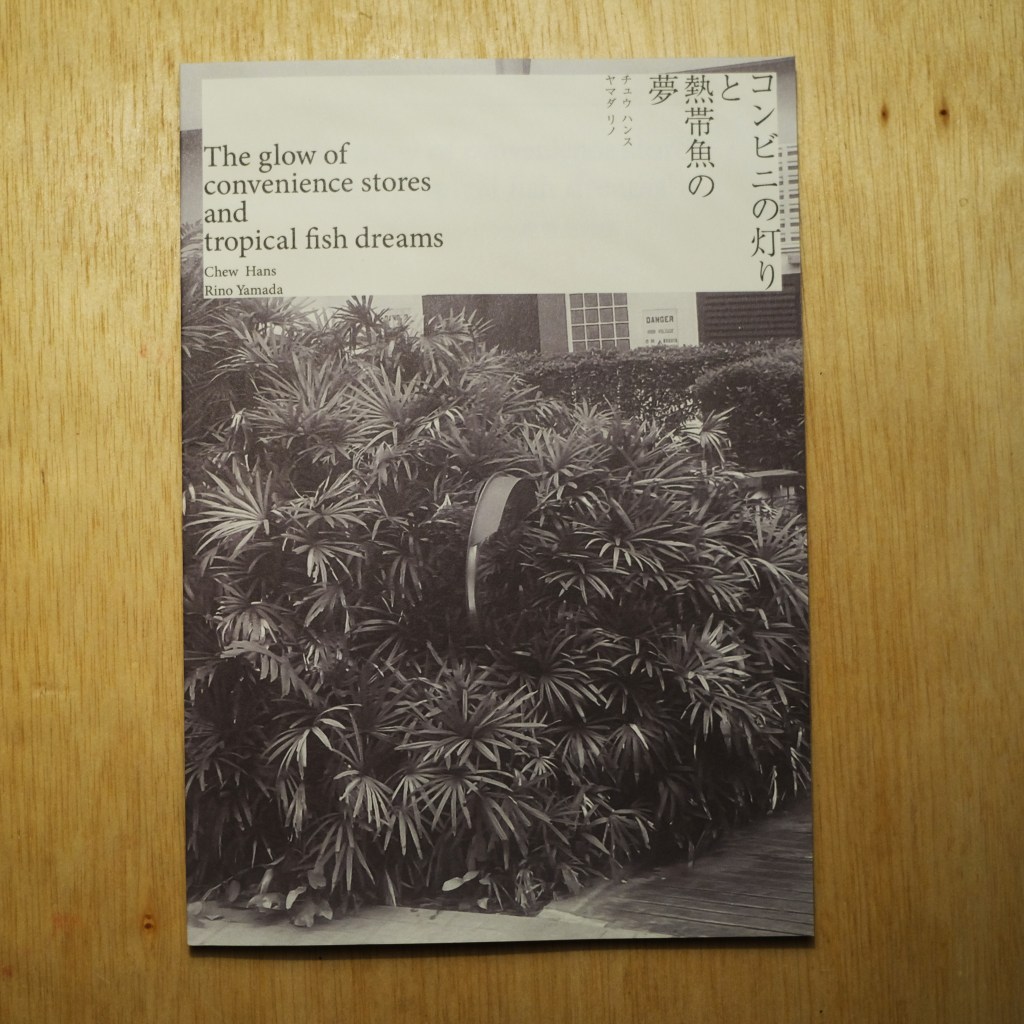 The glow of
convenience stores
and
tropical fish dreams
Chew Hans
Rino Yamada
コンビニの灯り
と
熱帯魚の
夢
チュウ ハンス
ヤマダ リノ
DANGER